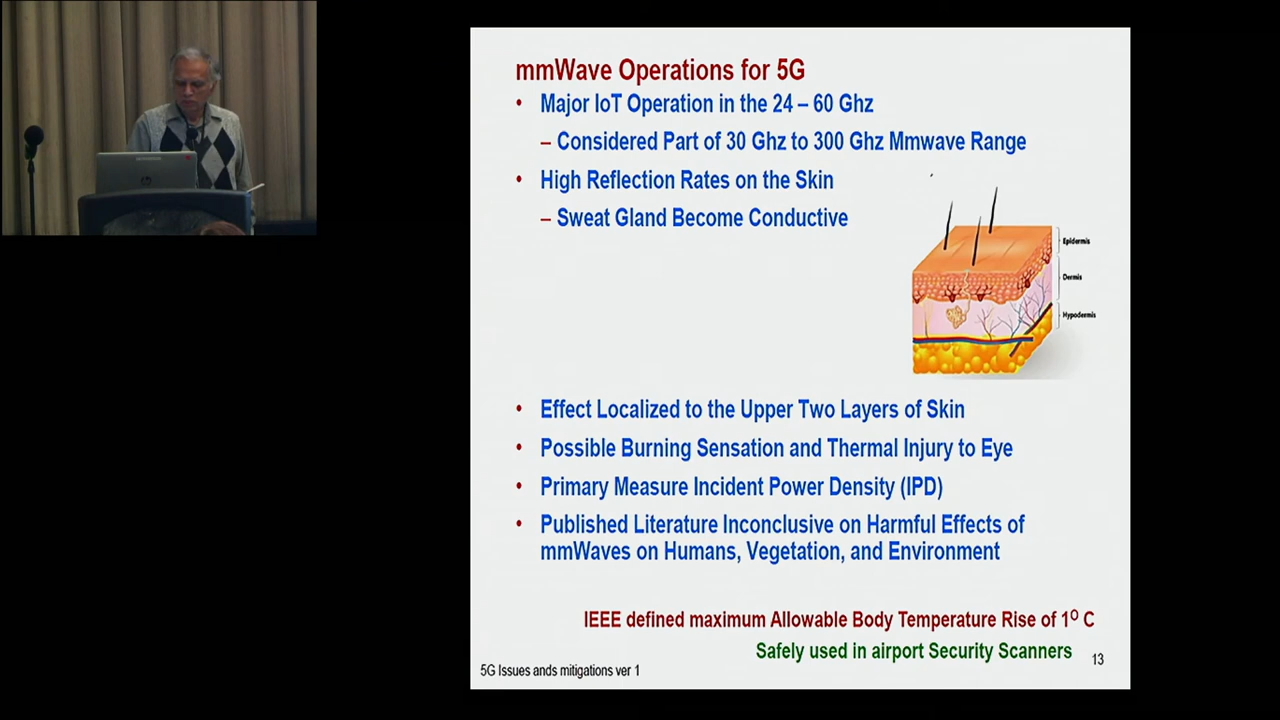 mmWave Operations for 5G
• Major IoT Operation in the 24 – 60 Ghz
– Considered Part of 30 Ghz to 300 Ghz Mmwave Range
• High Reflection Rates on the Skin
– Sweat Gland Become Conductive
Epidermis
Dermis
Hypodermis
• Effect Localized to the Upper Two Layers of Skin
• Possible Burning Sensation and Thermal Injury to Eye
• Primary Measure Incident Power Density (IPD)
• Published Literature Inconclusive on Harmful Effects of
mmWaves on Humans, Vegetation, and Environment
IEEE defined maximum Allowable Body Temperature Rise of 1⁰ C
Safely used in airport Security Scanners
13
5G Issues ands mitigations ver 1